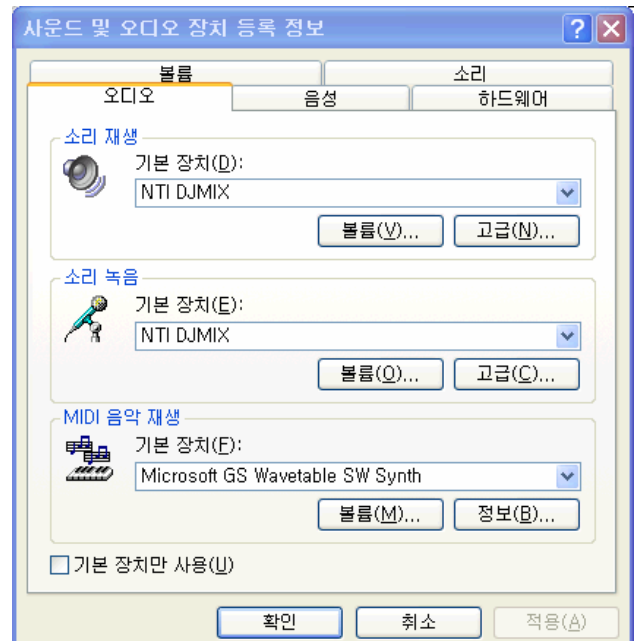 사운드 및 오디오 장치 등록 정보
볼륨 소리
오디오 음성 하드웨어
소리 재생
기본 장치(D):
NTI DJMIX
볼륨(V)... 고급(N)...
소리 녹음
기본 장치(E):
NTI DJMIX
볼륨(O)... 고급(C)...
MIDI 음악 재생
기본 장치(F):
Microsoft GS Wavetable SW Synth
볼륨(M)... 정보(B)...
기본 장치만 사용(U)
확인 취소 적용(A)